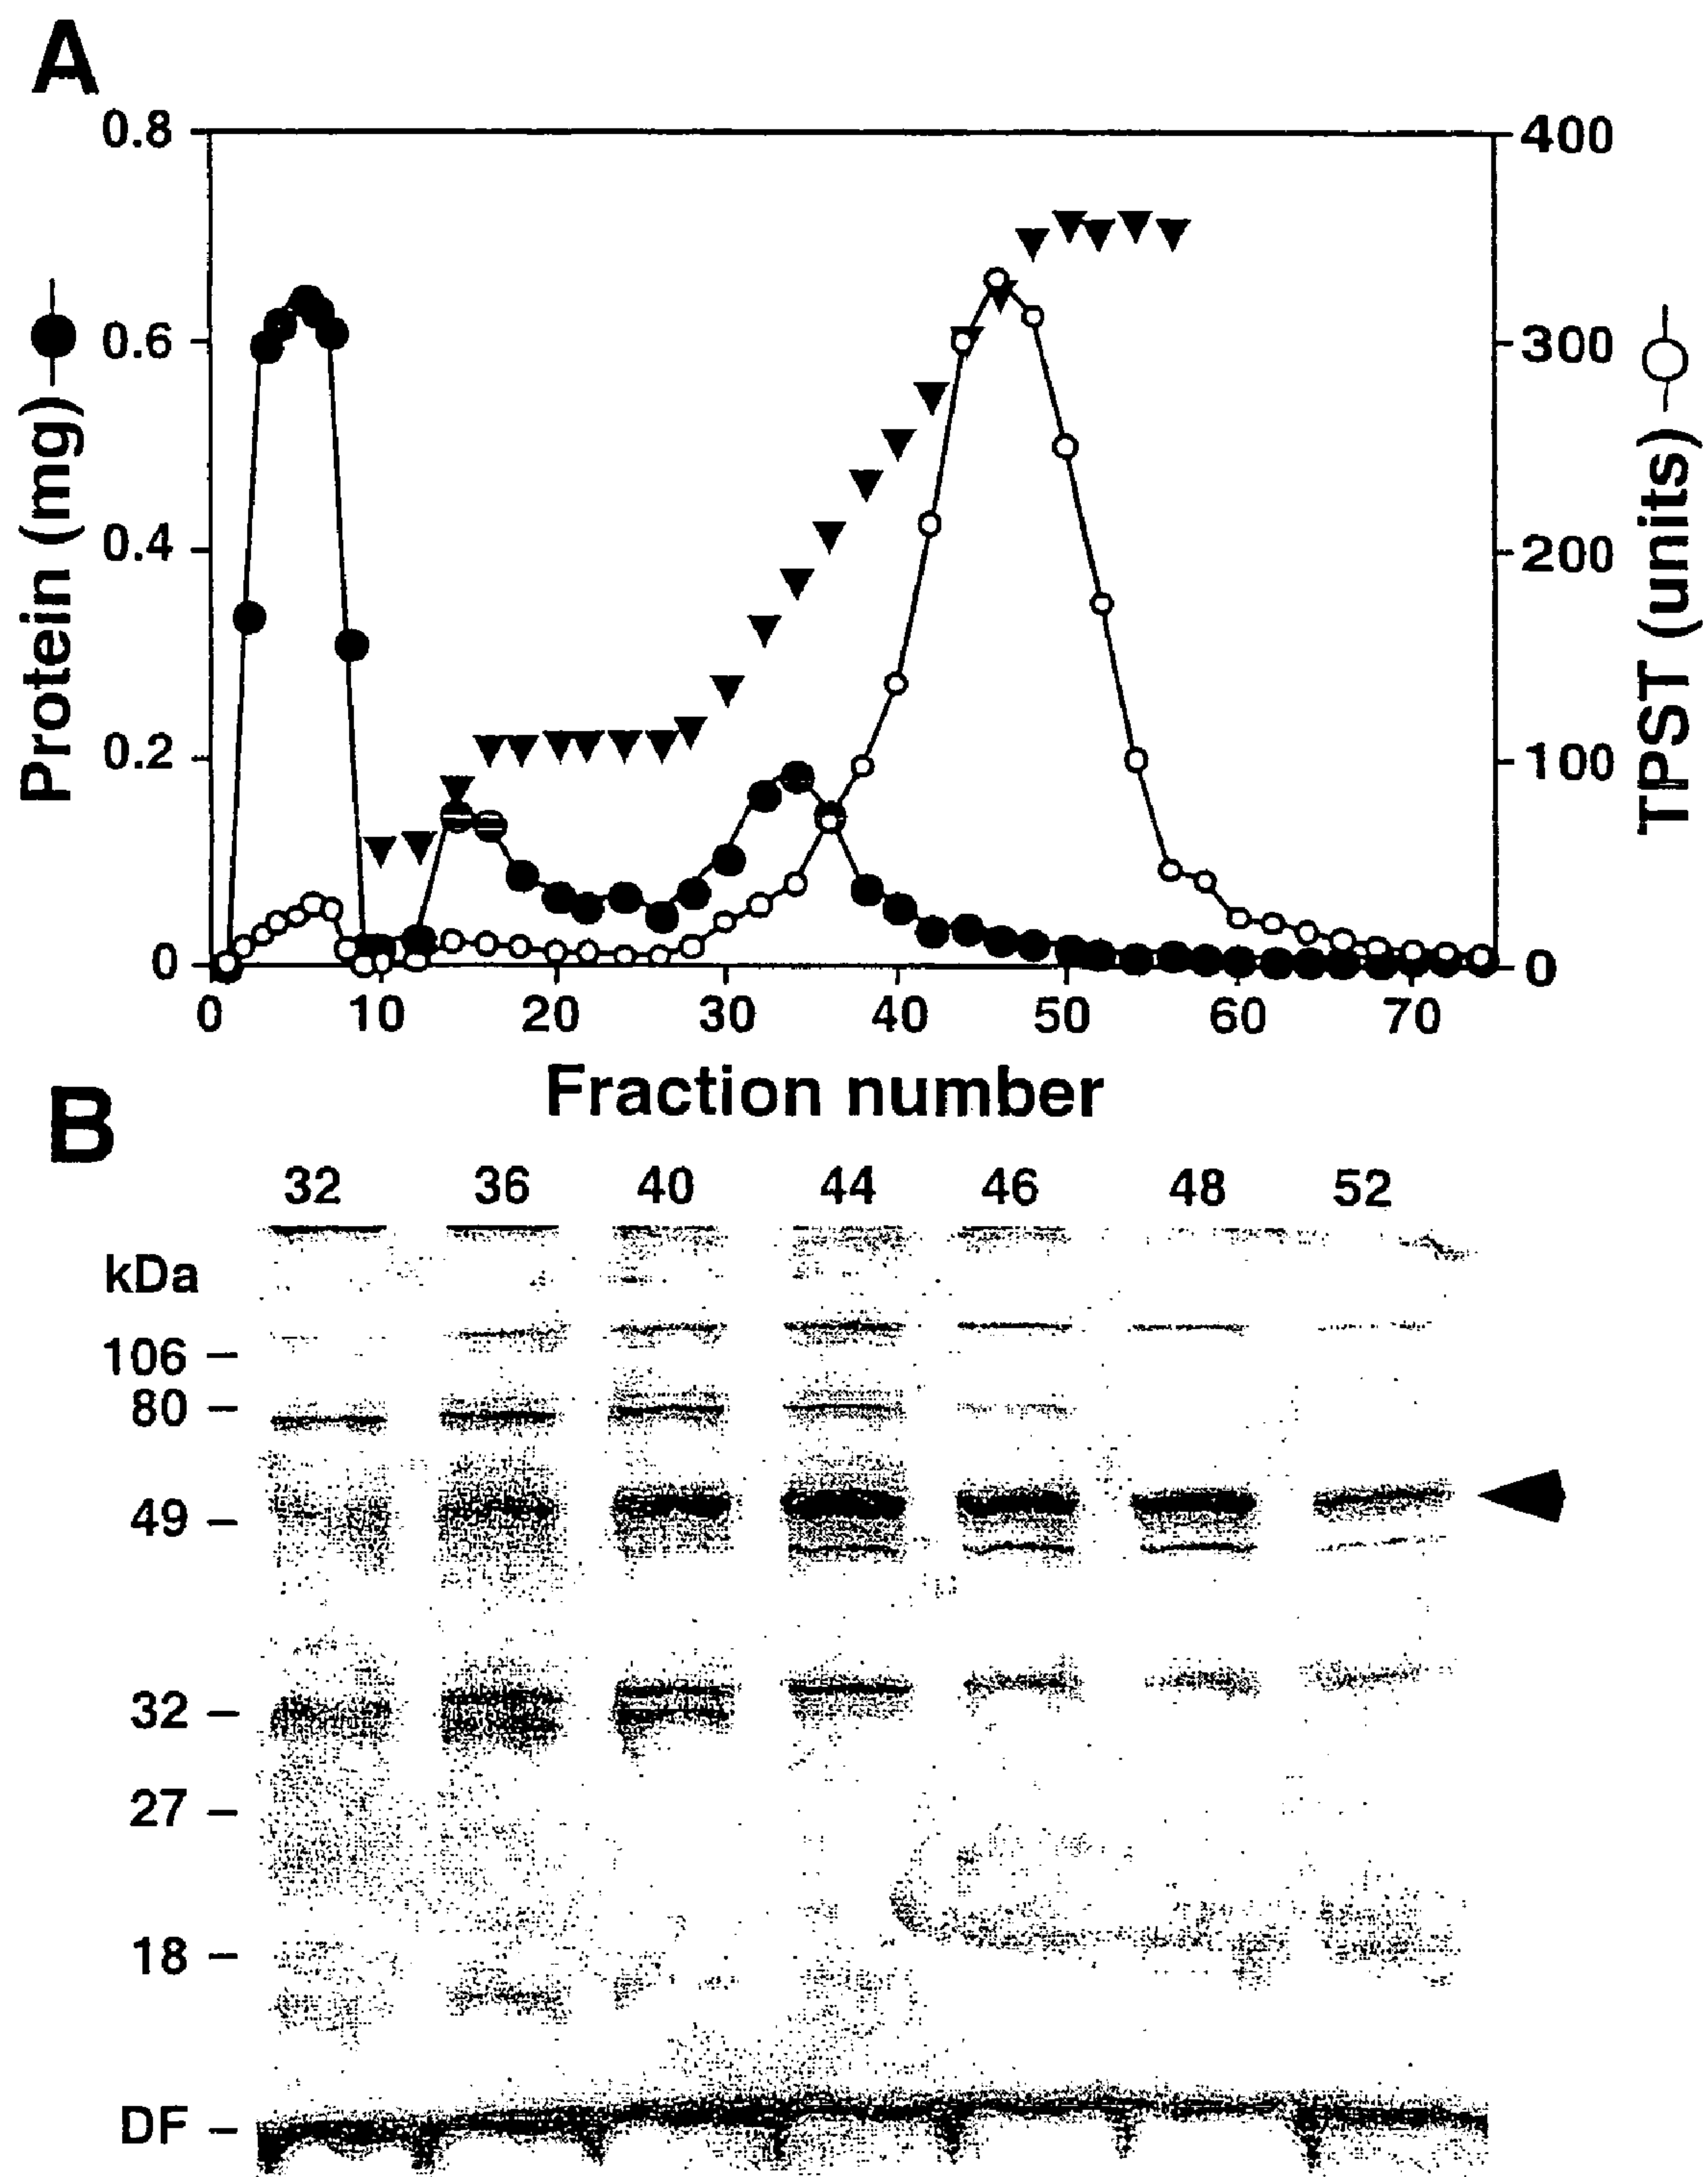 A
0.8
0.6
0.4
0.2
0
Protein (mg)
400
300
200
100
0
TPST (units)
0 10 20 30 40 50 60 70
Fraction number
B
32 36 40 44 46 48 52
kDa
106
80
49
32
27
18
DF